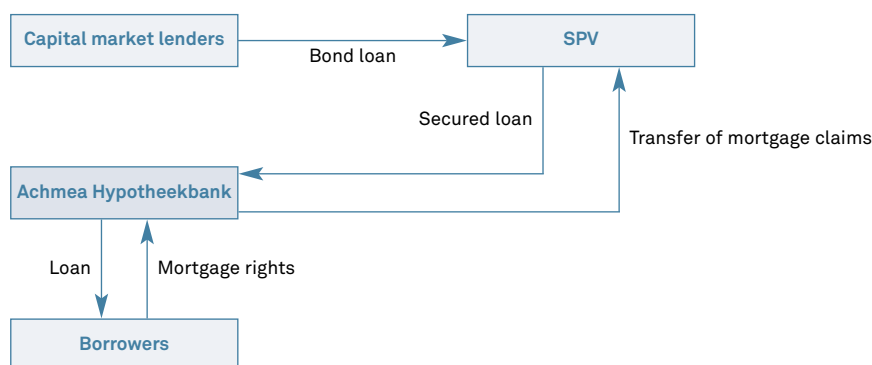 Capital market lenders
SPV
Bond loan
Secured loan
Transfer of mortgage claims
Achmea Hypotheekbank
Loan
Mortgage rights
Borrowers